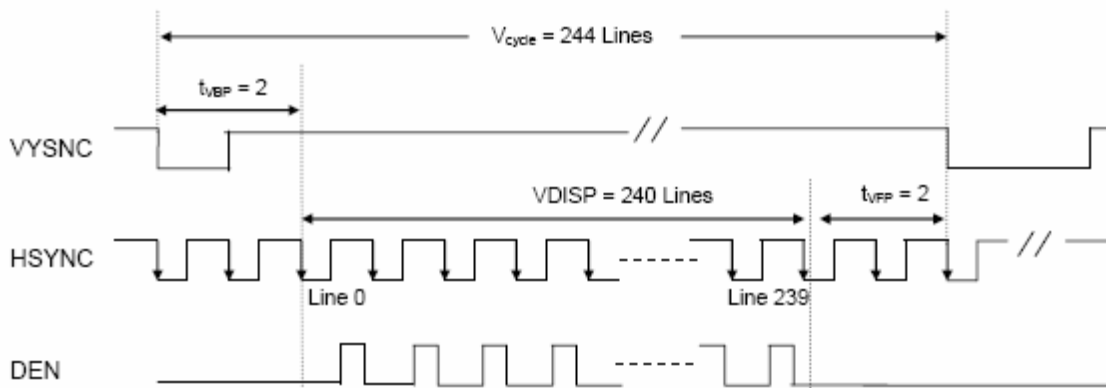 Vcycle = 244 Lines
tVBP = 2
VYSNC
VDISP = 240 Lines
tVFP = 2
HSYNC
Line 0
Line 239
DEN